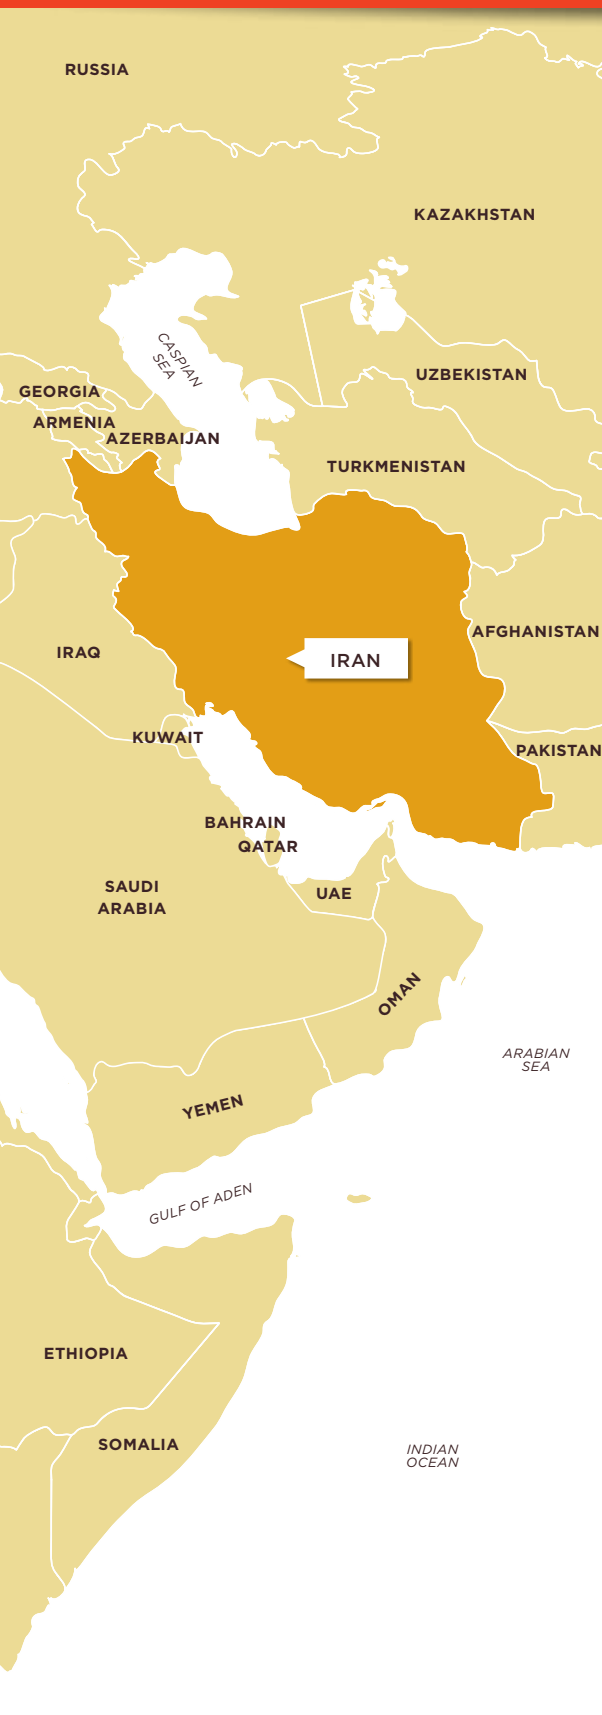 RUSSIA
KAZAKHSTAN
CASPIAN
SEA
UZBEKISTAN
GEORGIA
ARMENIA
AZERBAIJAN
TURKMENISTAN
AFGHANISTAN
IRAQ
IRAN
KUWAIT
PAKISTAN
BAHRAIN
QATAR
SAUDI
ARABIA
UAE
OMAN
ARABIAN
SEA
YEMEN
GULF OF ADEN
ETHIOPIA
SOMALIA
INDIAN
OCEAN